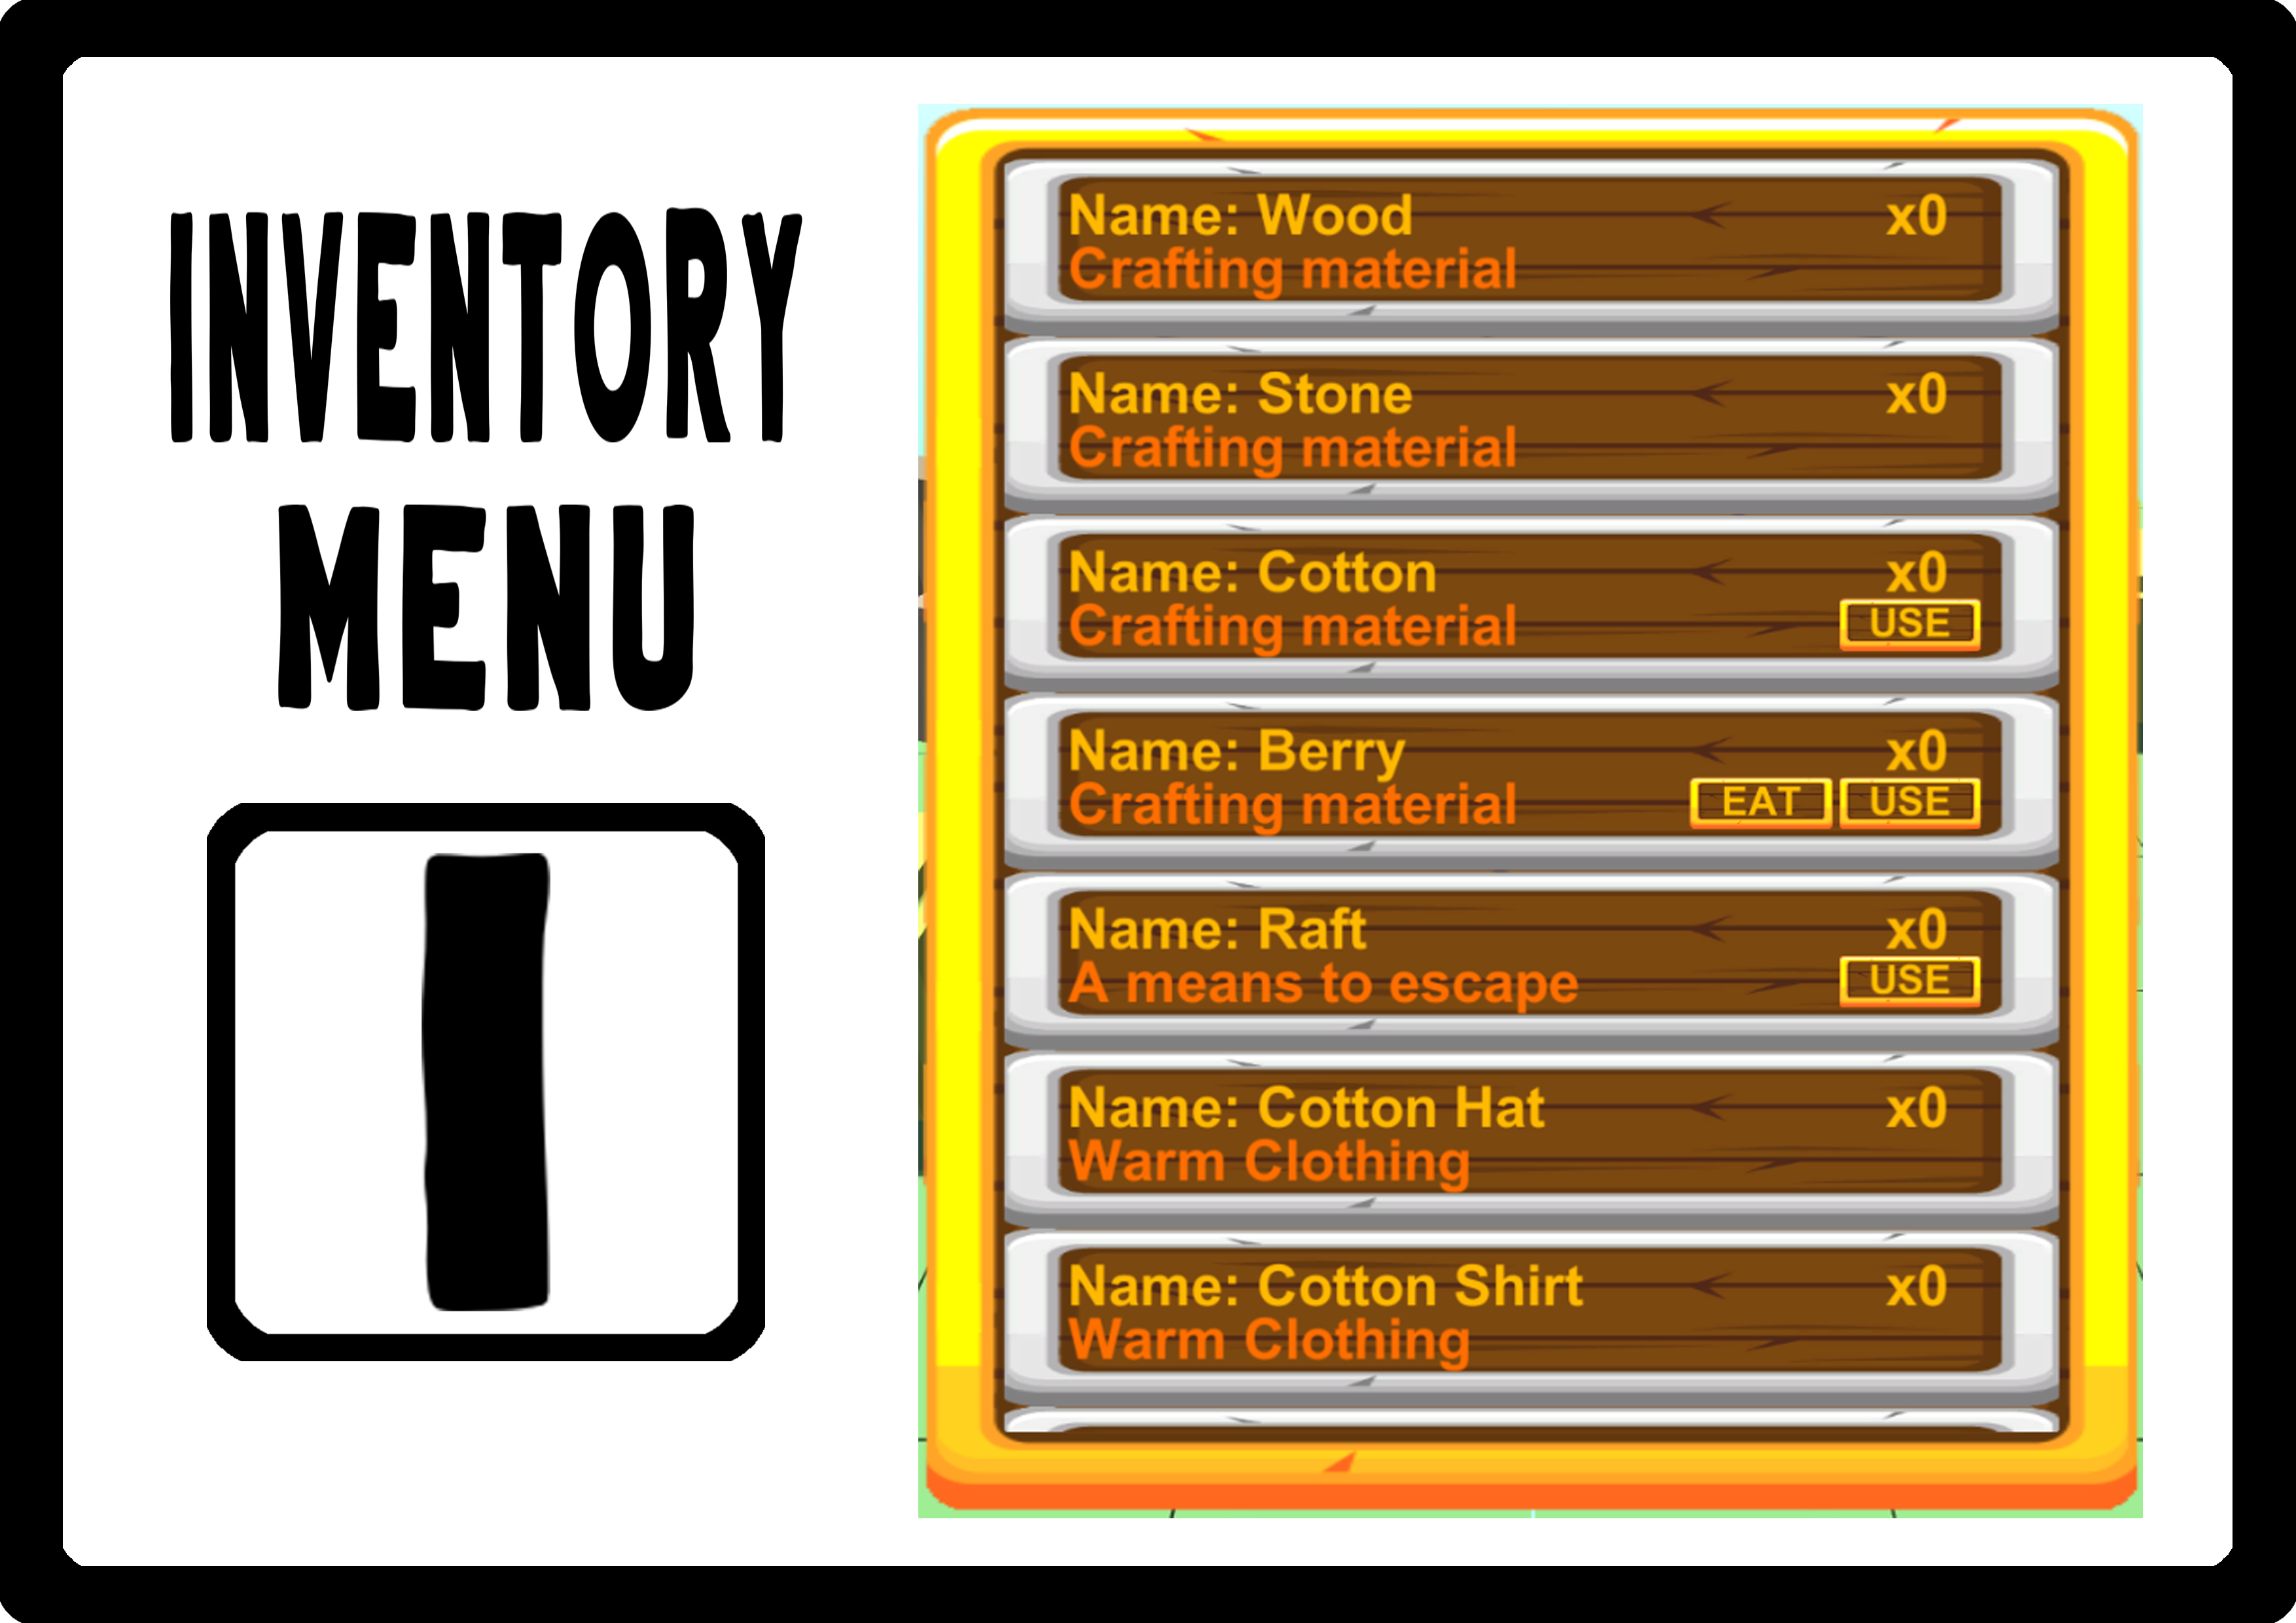 INVENTORY
MENU
I
Name: Wood x0
Crafting material
Name: Stone x0
Crafting material
Name: Cotton x0
Crafting material USE
Name: Berry x0
Crafting material EAT USE
Name: Raft x0
A means to escape USE
Name: Cotton Hat x0
Warm Clothing
Name: Cotton Shirt x0
Warm Clothing